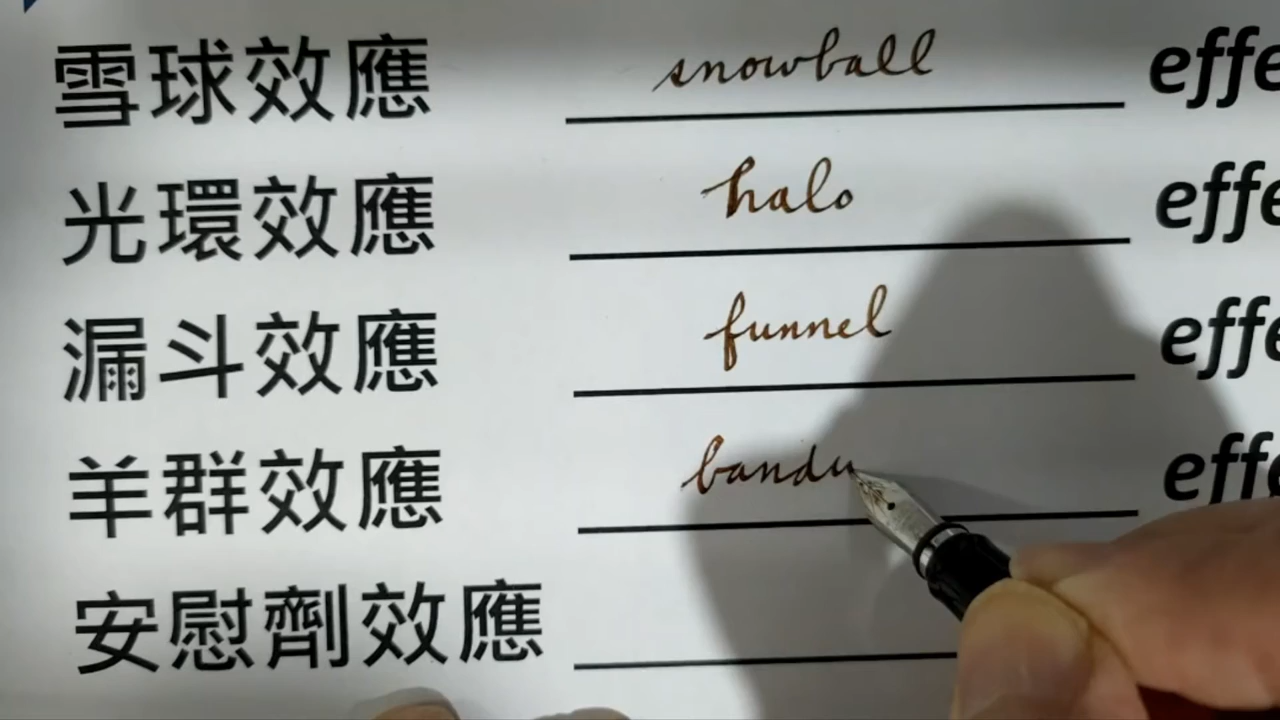 雪球效應 snowball effe
光環效應 halo effe
漏斗效應 funnel effe
羊群效應 bandw effe
安慰劑效應